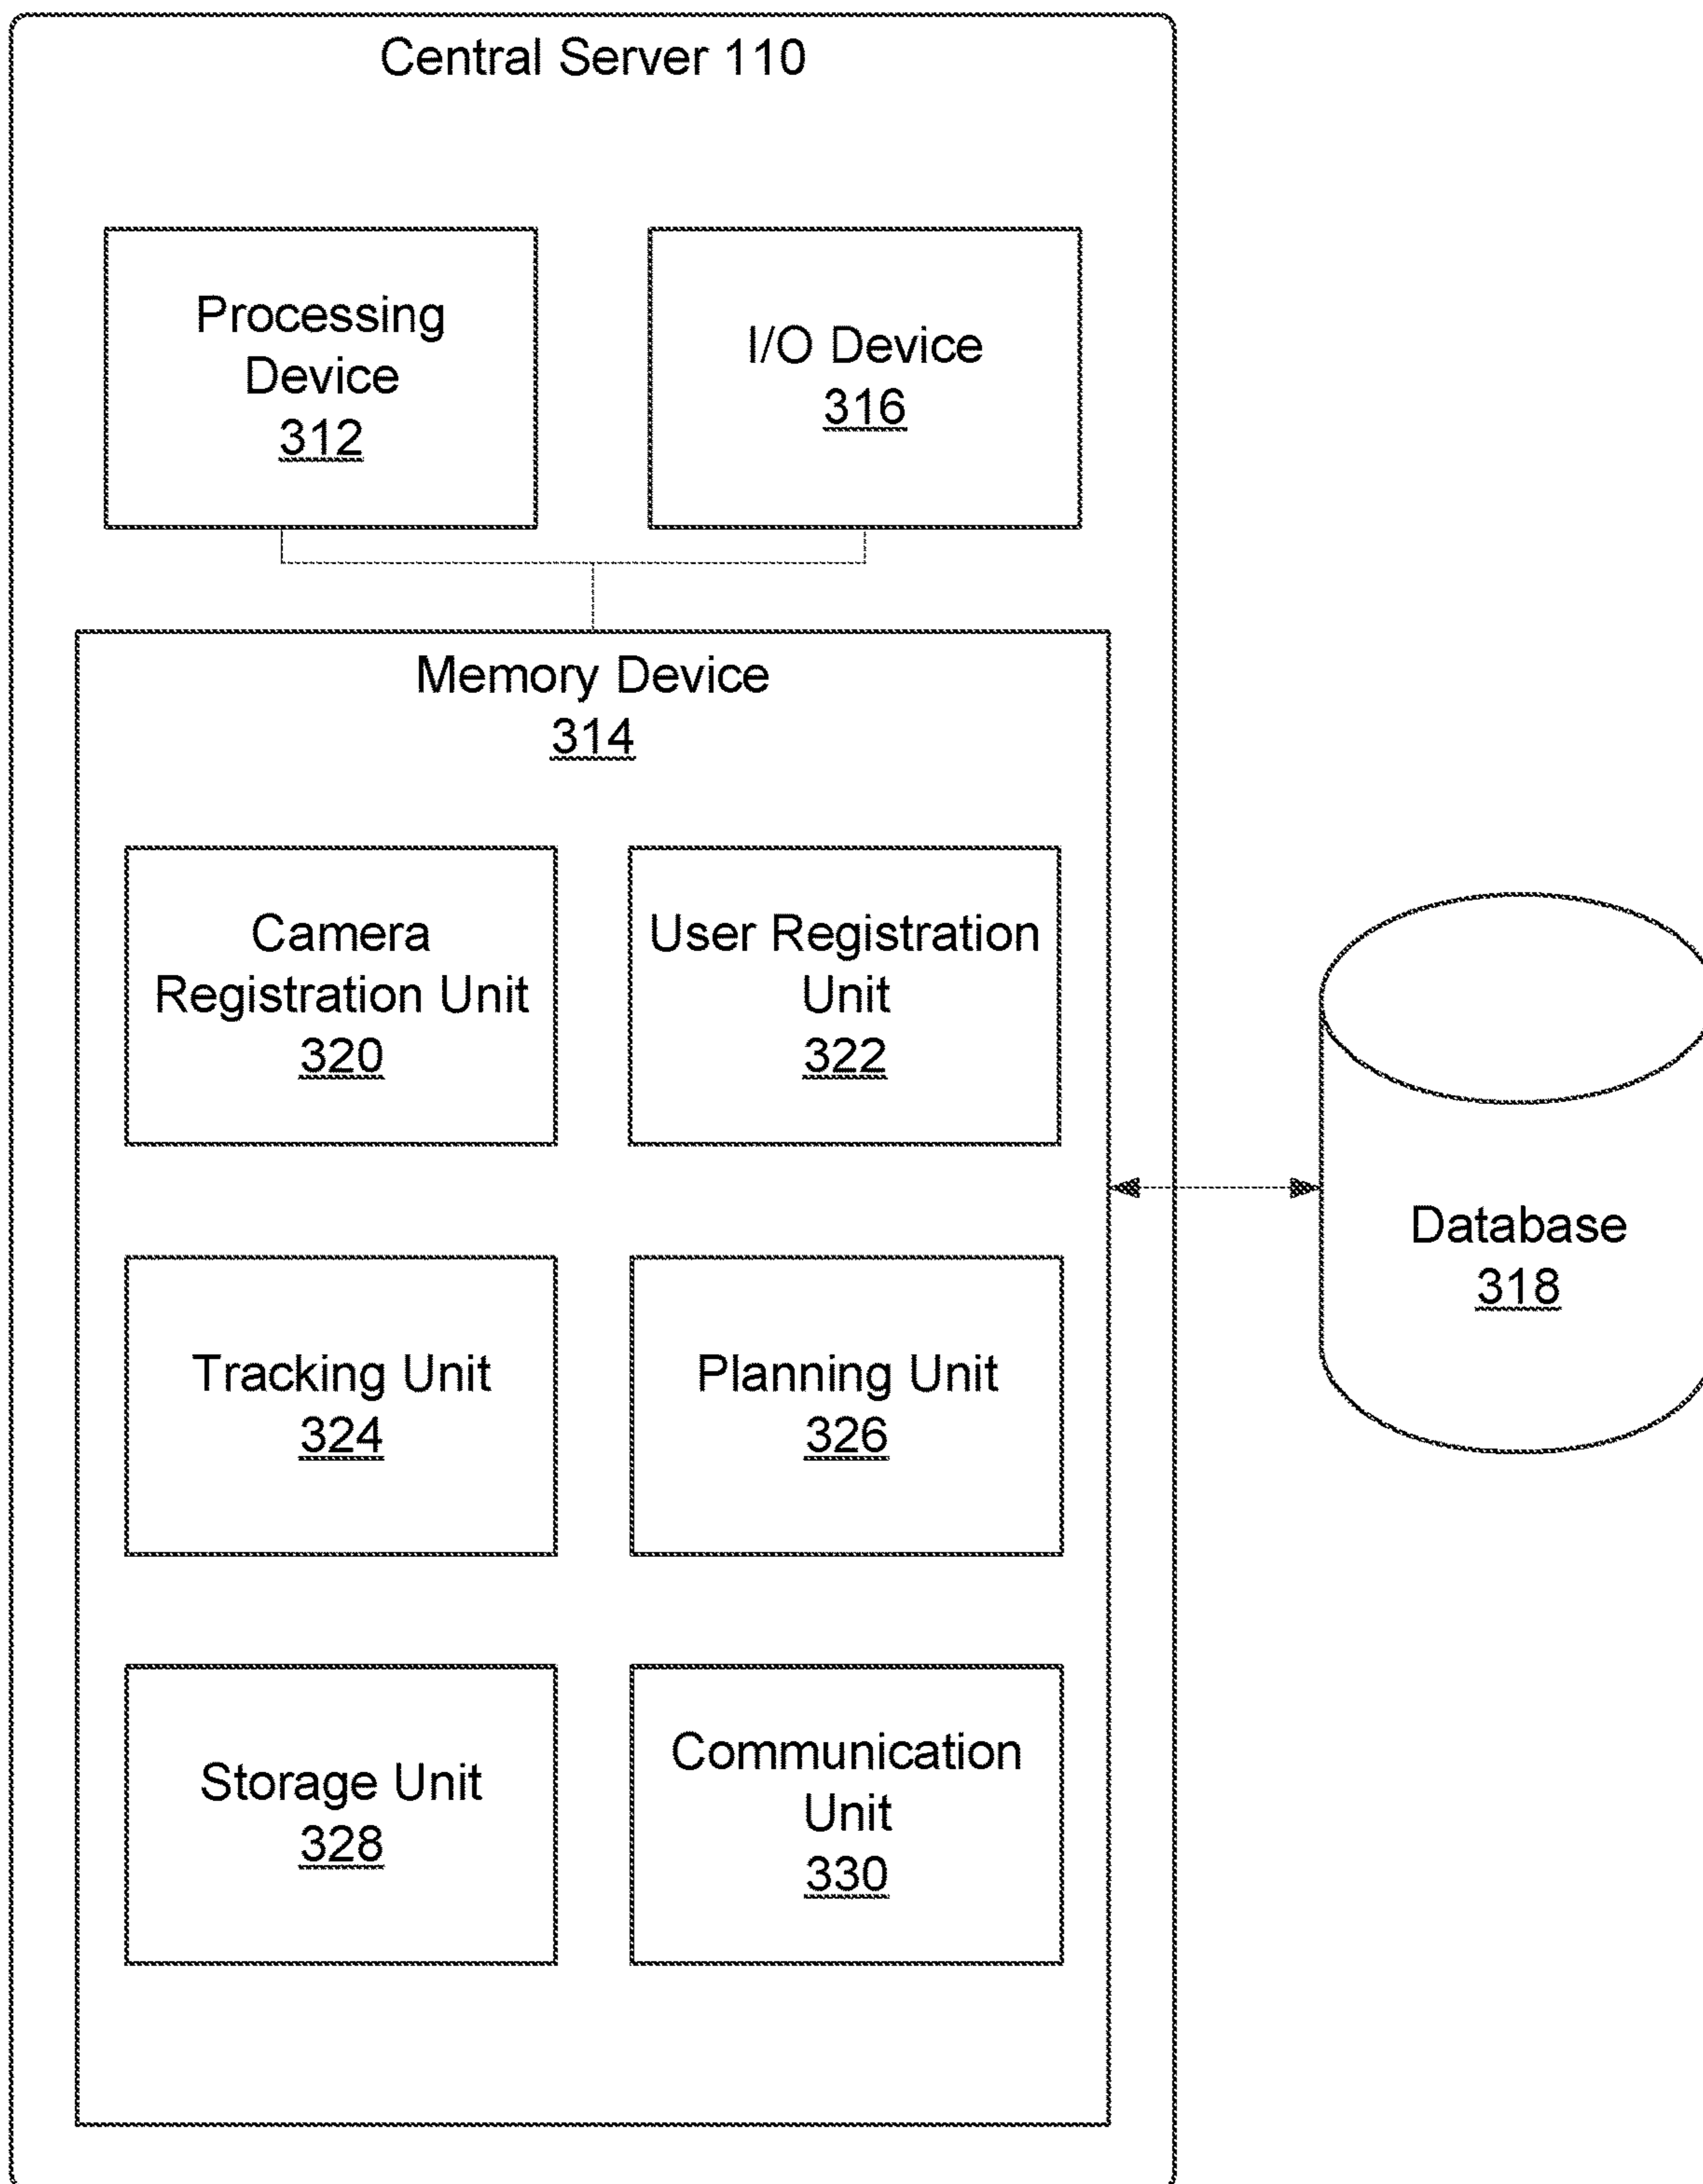 Central Server 110
Processing
Device
312
I/O Device
316
Memory Device
314
Camera
Registration Unit
320
User Registration
Unit
322
Tracking Unit
324
Planning Unit
326
Storage Unit
328
Communication
Unit
330
Database
318